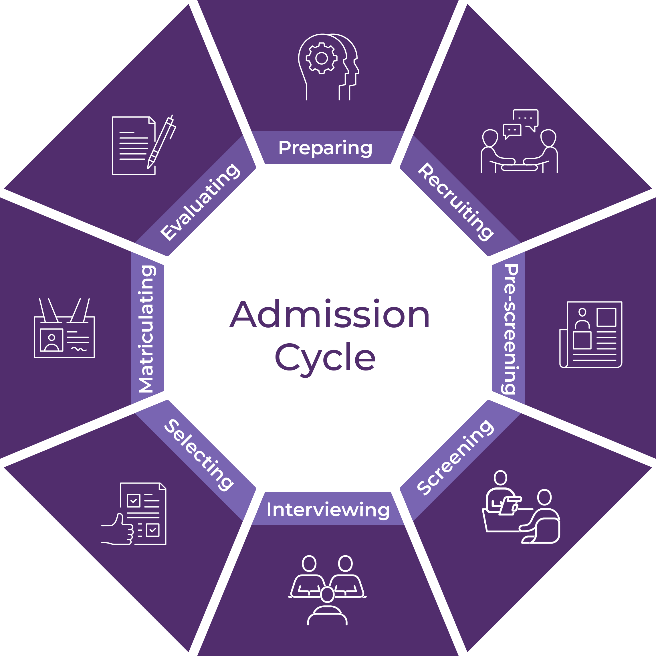 Preparing
Recruiting
Pre-screening
Screening
Interviewing
Selecting
Matriculating
Evaluating
Admission
Cycle